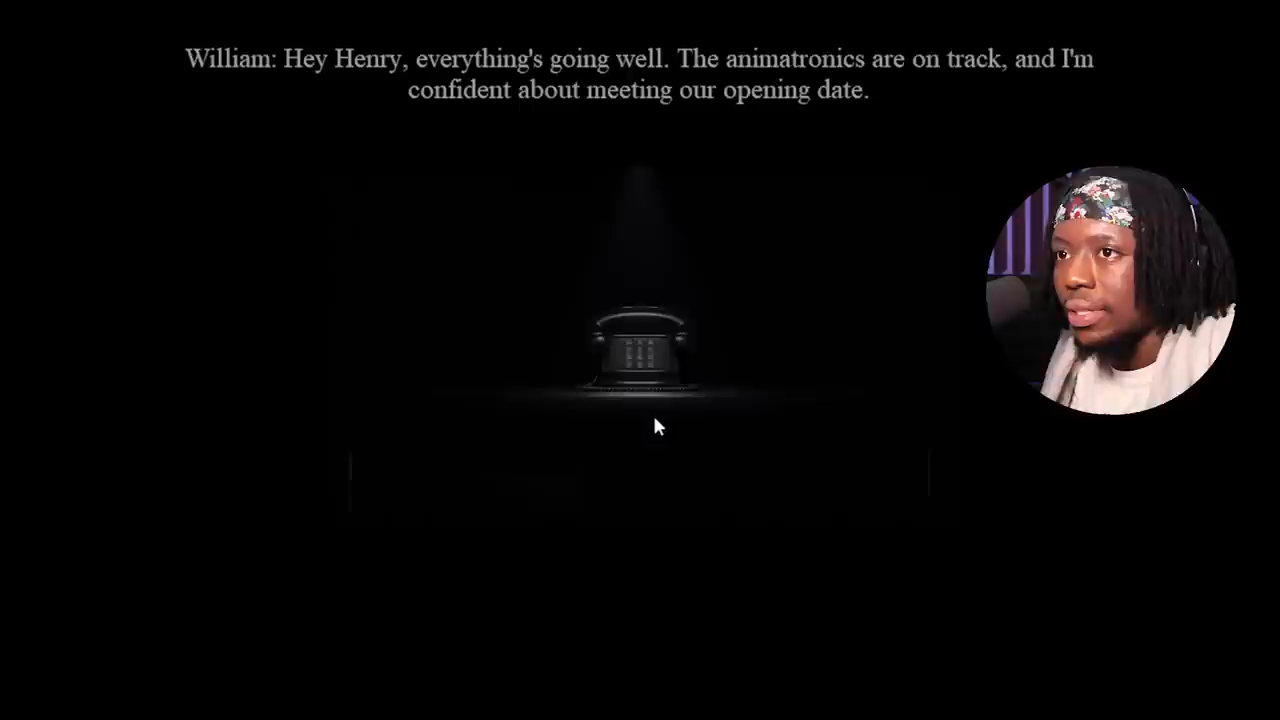 William: Hey Henry, everything's going well. The animatronics are on track, and I'm
confident about meeting our opening date.